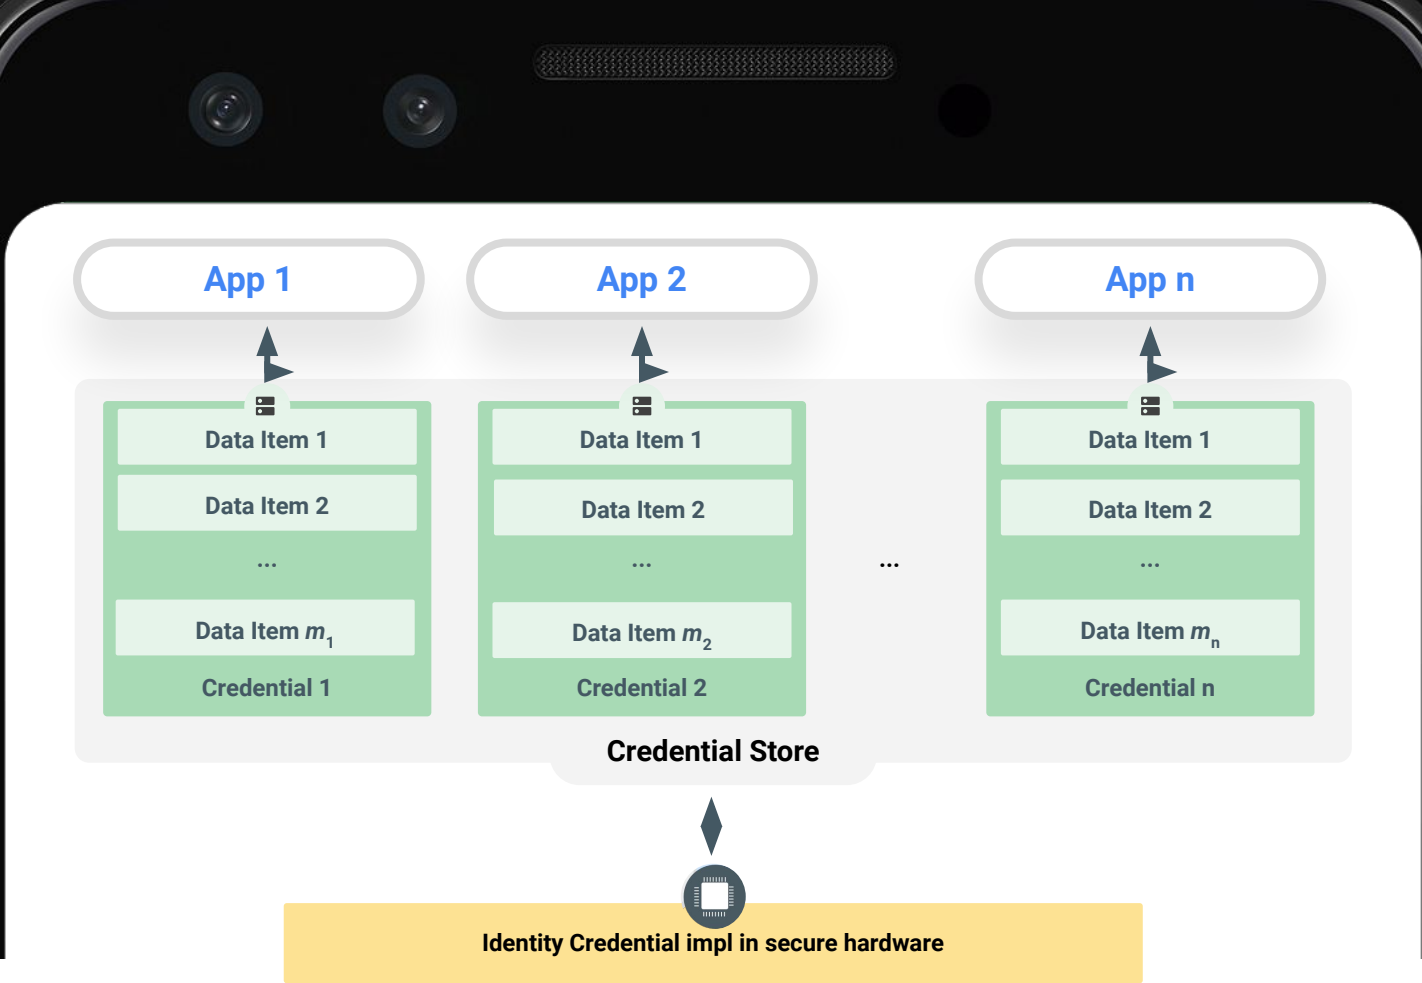 App 1
App 2
App n
Data Item 1
Data Item 2
...
Data Item m1
Credential 1
Data Item 1
Data Item 2
...
Data Item m2
Credential 2
...
Data Item 1
Data Item 2
...
Data Item mn
Credential n
Credential Store
Identity Credential impl in secure hardware